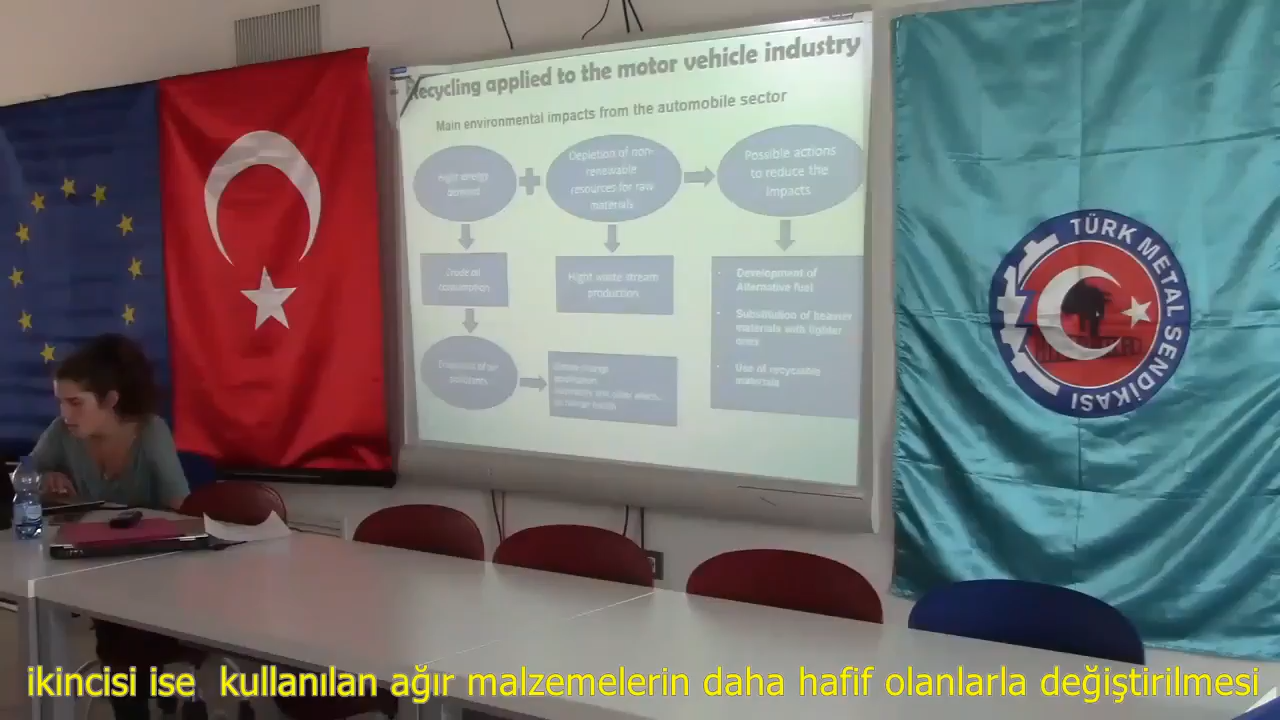 Recycling applied to the motor vehicle industry
Main environmental impacts from the automobile sector
Depletion of non-
renewable
resources for raw
materials
Possible actions
to reduce the
impacts
Crude oil
consumption
Hight waste stream
production
Development of
Alternative fuel
Substitution of heavier
materials with lighter
ones
Use of recyclable
materials
TÜRK METAL SENDİKASI
ikincisi ise kullanılan ağır malzemelerin daha hafif olanlarla değiştirilmesi